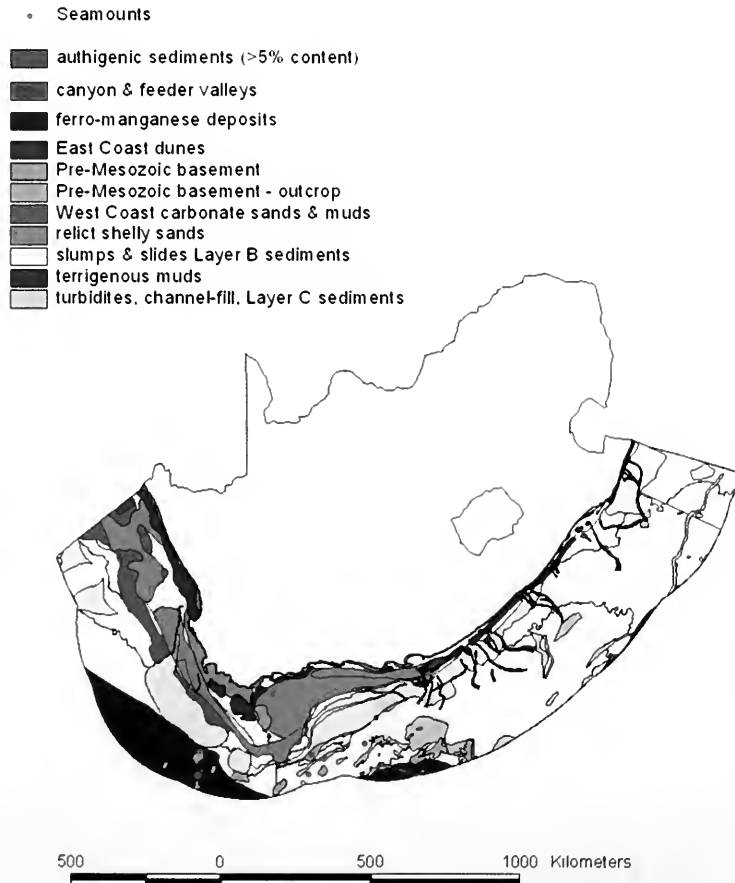 Seamounts
authigenic sediments (>5% content)
canyon & feeder valleys
ferro-manganese deposits
East Coast dunes
Pre-Mesozoic basement
Pre-Mesozoic basement - outcrop
West Coast carbonate sands & muds
relict shelly sands
slumps & slides Layer B sediments
terrigenous muds
turbidites, channel-fill, Layer C sediments
500 0 500 1000 Kilometers